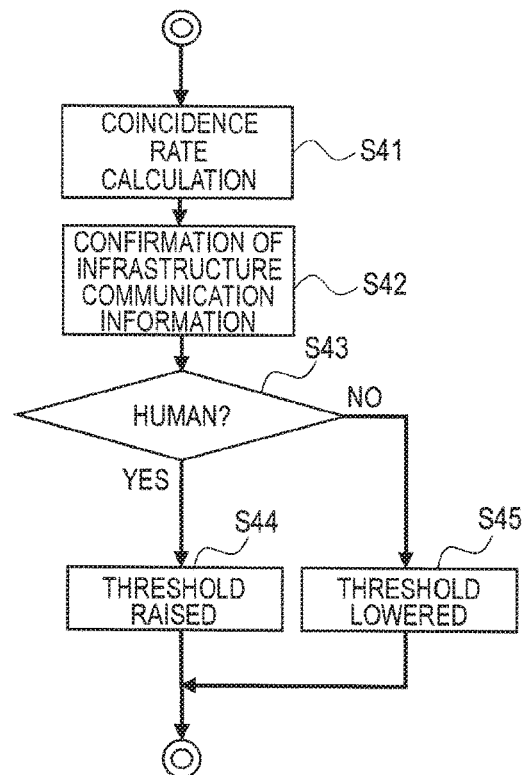 COINCIDENCE
RATE
CALCULATION
S41
CONFIRMATION OF
INFRASTRUCTURE
COMMUNICATION
INFORMATION
S42
S43
HUMAN?
NO
YES
S44
THRESHOLD
RAISED
S45
THRESHOLD
LOWERED